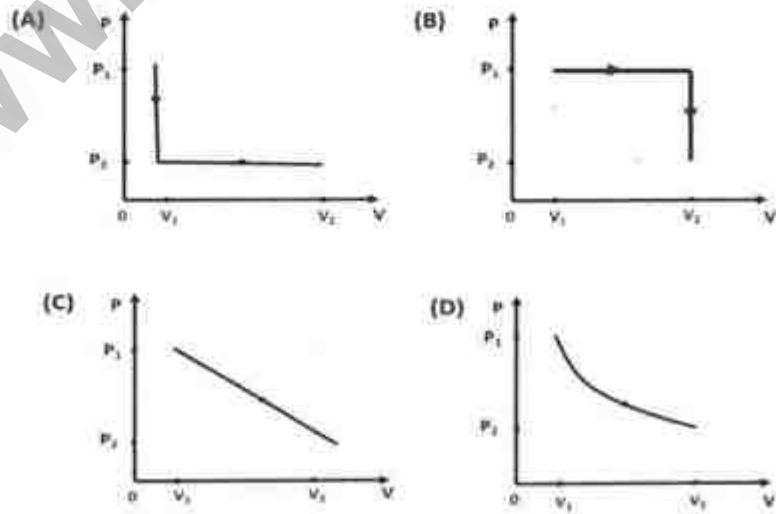 (A) P
P₁
P₂
0 V₁ V₂ V
(B) P
P₁
P₂
0 V₁ V₂ V
(C) P
P₁
P₂
0 V₁ V₂ V
(D) P
P₁
P₂
0 V₁ V₂ V